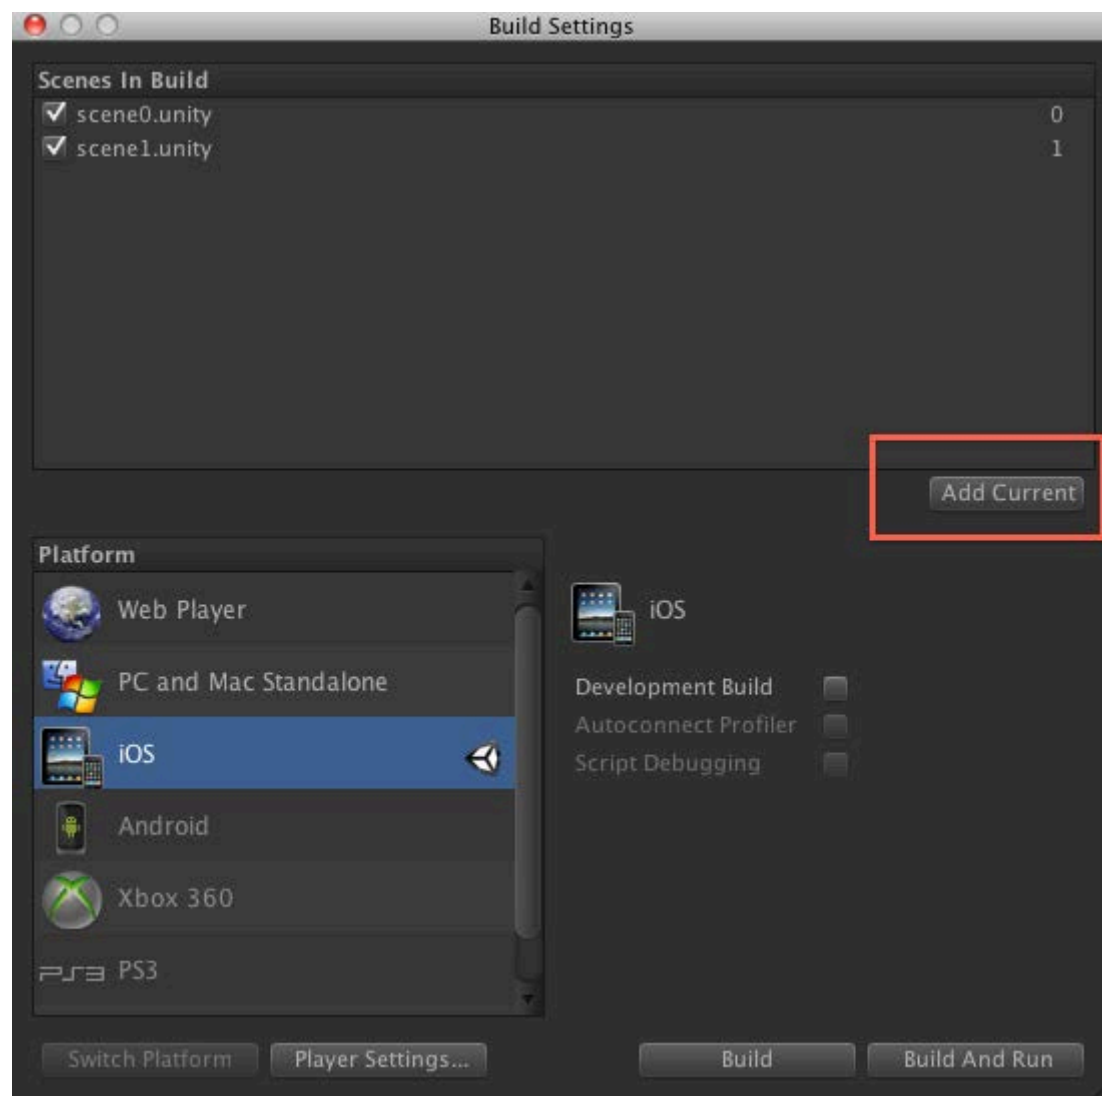 Build Settings
Scenes In Build
scene0.unity 0
scene1.unity 1
Add Current
Platform
Web Player
PC and Mac Standalone
iOS
Android
Xbox 360
PS3 PS3
iOS
Development Build
Autoconnect Profiler
Script Debugging
Switch Platform Player Settings... Build Build And Run